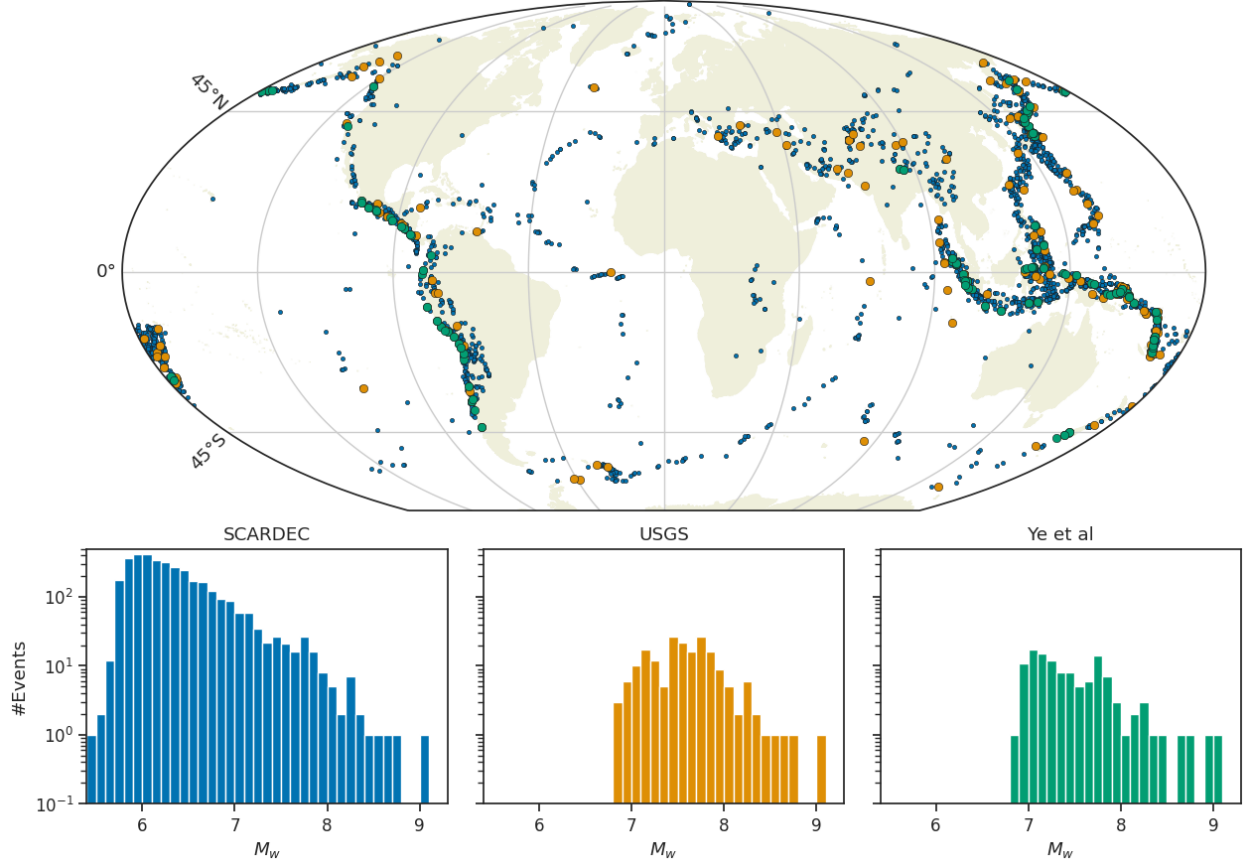 45°N
0°
45°S
SCARDEC
USGS
Ye et al
#Events
10²
10¹
10⁰
10⁻¹
6 7 8 9
6 7 8 9
6 7 8 9
M_w
M_w
M_w